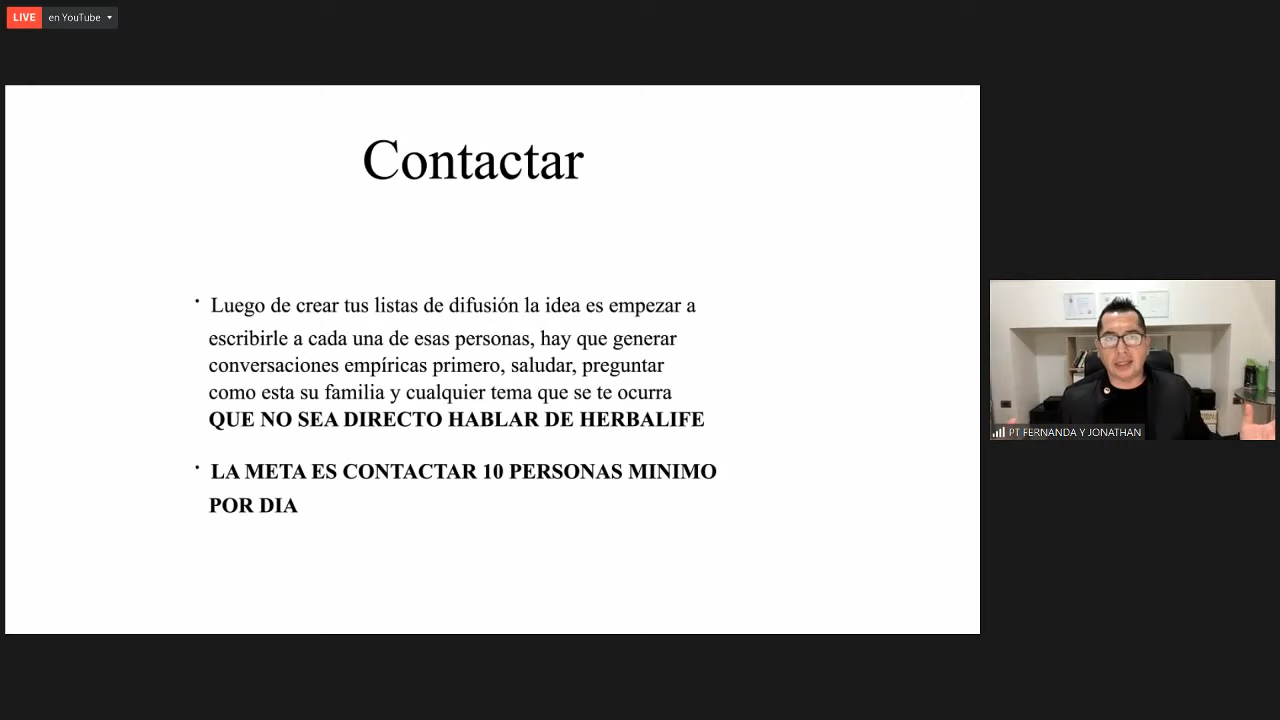 LIVE en YouTube
Contactar
· Luego de crear tus listas de difusión la idea es empezar a
escribirle a cada una de esas personas, hay que generar
conversaciones empíricas primero, saludar, preguntar
como esta su familia y cualquier tema que se te ocurra
QUE NO SEA DIRECTO HABLAR DE HERBALIFE
· LA META ES CONTACTAR 10 PERSONAS MINIMO
POR DIA
PT FERNANDA Y JONATHAN